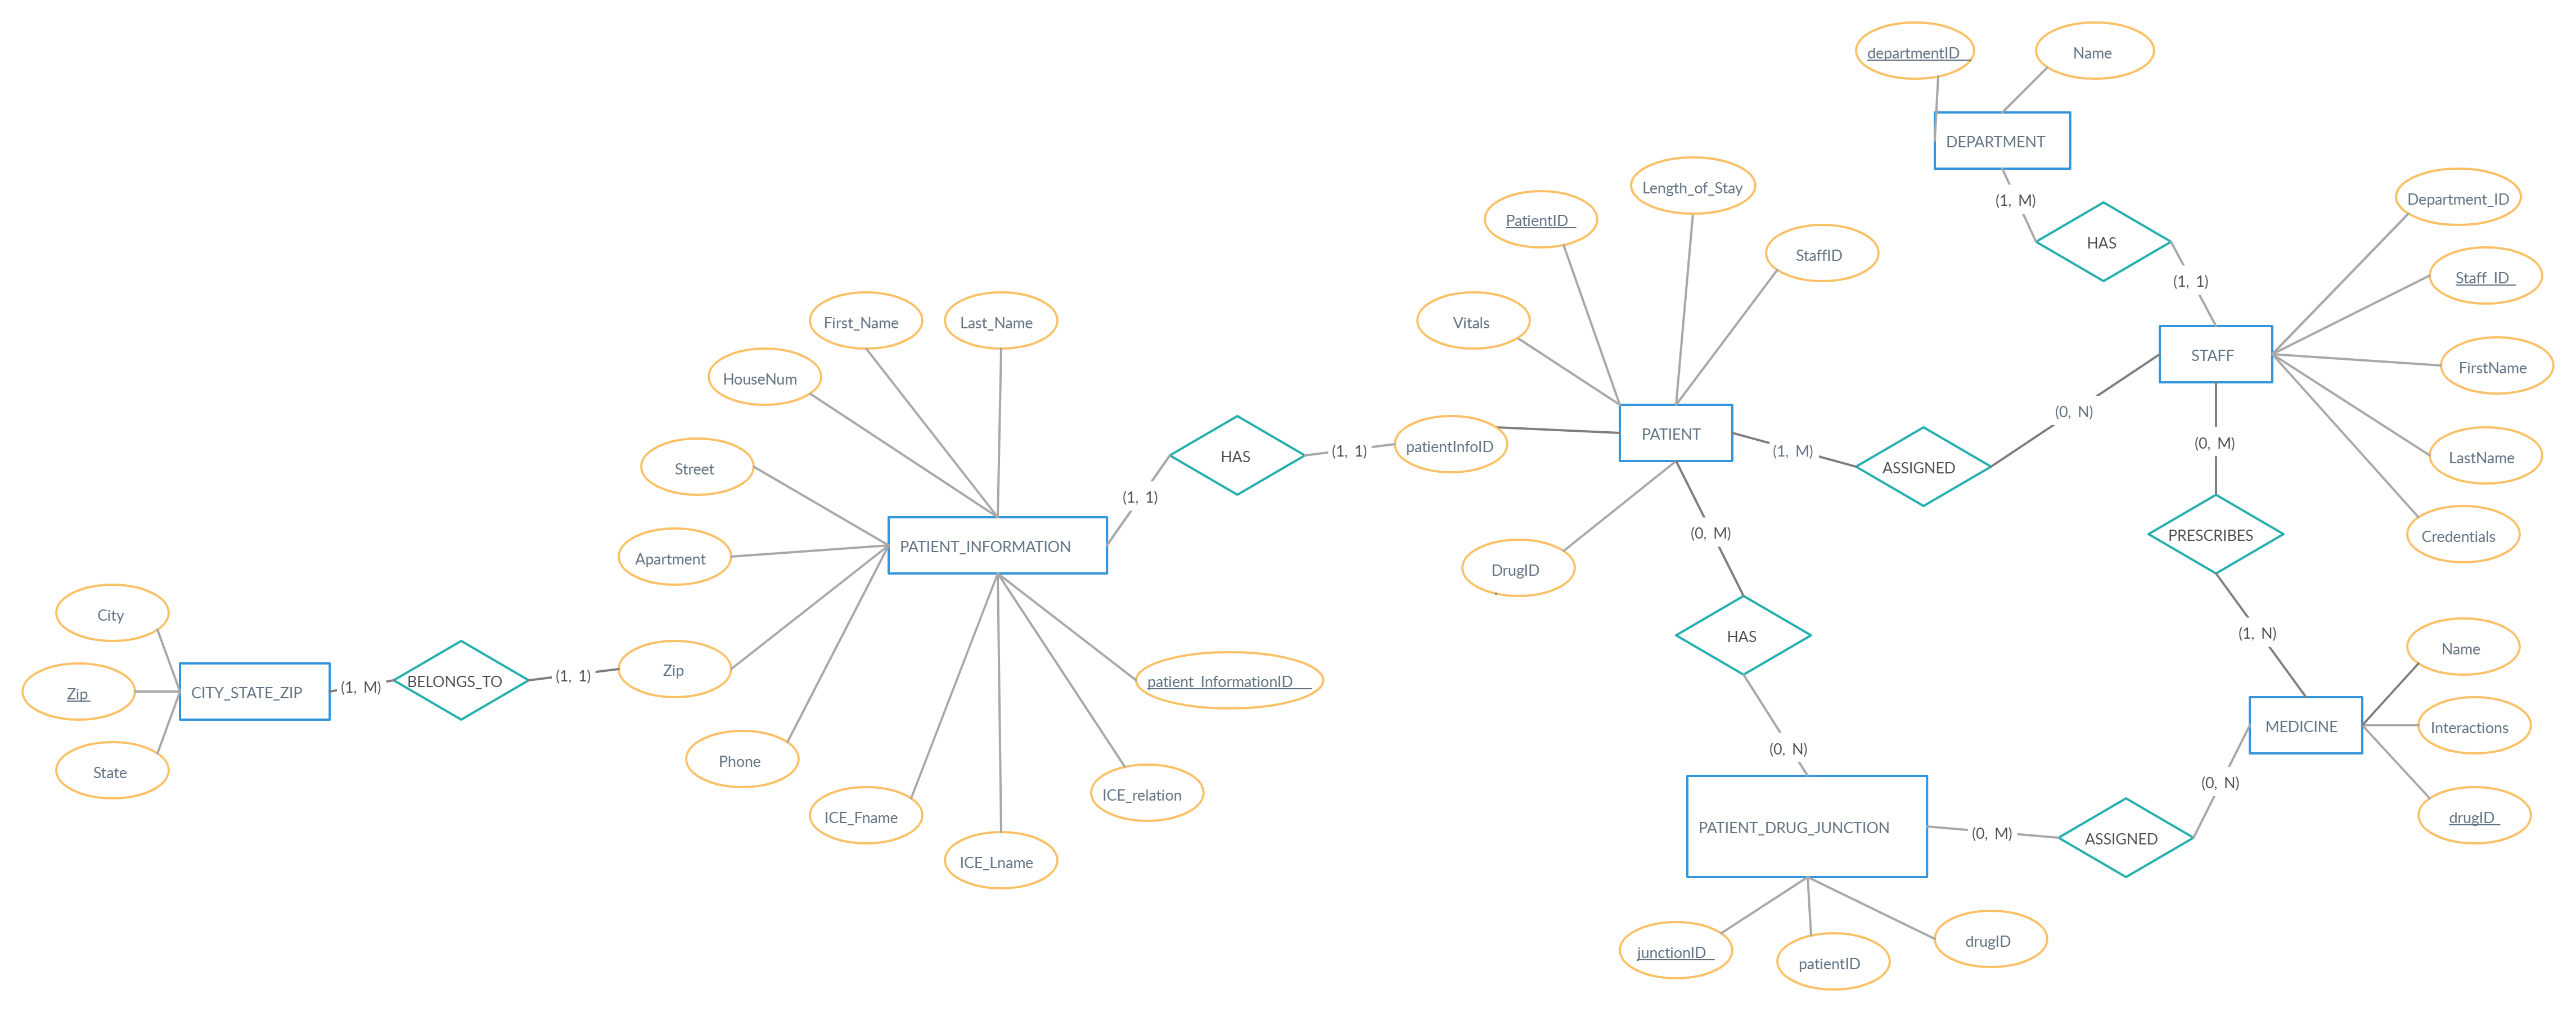 departmentID
Name
DEPARTMENT
(1, M)
HAS
(1, 1)
Department_ID
Staff_ID
FirstName
LastName
Credentials
STAFF
Length_of_Stay
PatientID
StaffID
Vitals
patientInfoID
PATIENT
DrugID
(1, M)
ASSIGNED
(0, N)
(0, M)
PRESCRIBES
(1, N)
First_Name
Last_Name
HouseNum
Street
Apartment
Zip
Phone
ICE_Fname
ICE_Lname
ICE_relation
patient_InformationID
PATIENT_INFORMATION
(1, 1)
HAS
(1, 1)
City
Zip
State
CITY_STATE_ZIP
(1, M)
BELONGS_TO
(1, 1)
(0, M)
HAS
(0, N)
PATIENT_DRUG_JUNCTION
junctionID
patientID
drugID
(0, M)
ASSIGNED
(0, N)
MEDICINE
Name
Interactions
drugID